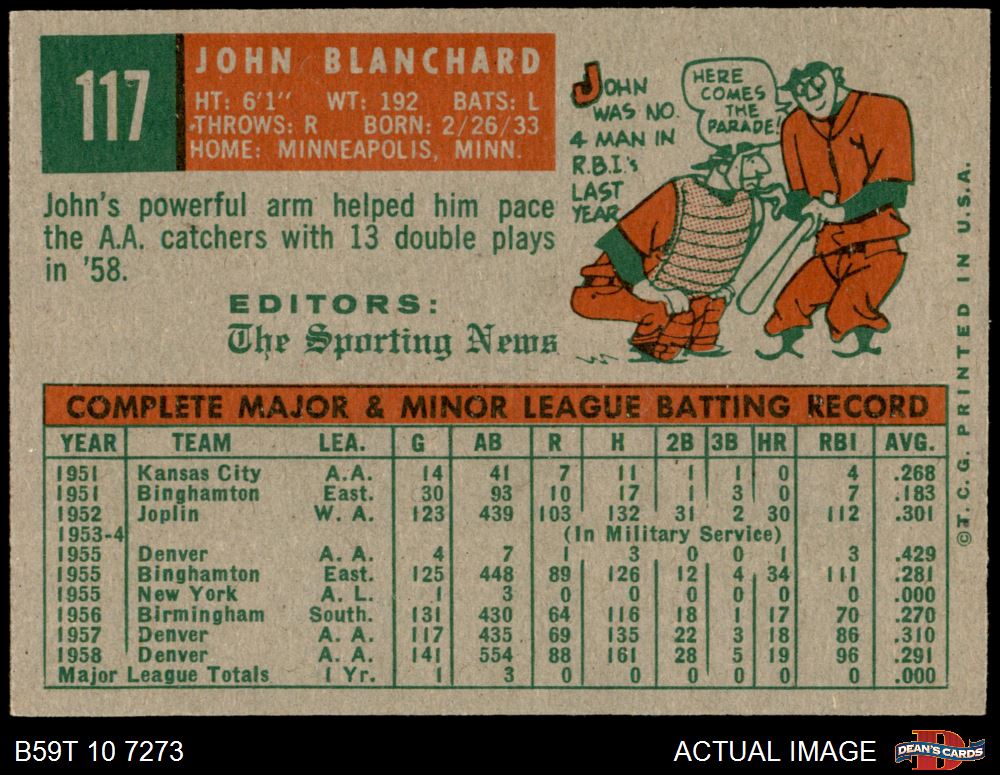 117
JOHN BLANCHARD
HT: 6'1" WT: 192 BATS: L
THROWS: R BORN: 2/26/33
HOME: MINNEAPOLIS, MINN.
JOHN
WAS NO.
4 MAN IN
R.B.I.'s
LAST
YEAR
HERE
COMES
THE
PARADE!
John's powerful arm helped him pace
the A.A. catchers with 13 double plays
in '58.
EDITORS:
The Sporting News
COMPLETE MAJOR & MINOR LEAGUE BATTING RECORD
YEAR TEAM LEA. G AB R H 2B 3B HR RBI AVG.
1951 Kansas City A.A. 14 41 7 11 1 1 0 4 .268
1951 Binghamton East. 30 93 10 17 1 3 0 7 .183
1952 Joplin W. A. 123 439 103 132 31 2 30 112 .301
1953-4 (In Military Service)
1955 Denver A. A. 4 7 1 3 0 0 1 3 .429
1955 Binghamton East. 125 448 89 126 12 4 34 111 .281
1955 New York A. L. 1 3 0 0 0 0 0 0 .000
1956 Birmingham South. 131 430 64 116 18 1 17 70 .270
1957 Denver A. A. 117 435 69 135 22 3 18 86 .310
1958 Denver A. A. 141 554 88 161 28 5 19 96 .291
Major League Totals 1 Yr. 1 3 0 0 0 0 0 0 .000
©T. C. G. PRINTED IN U.S.A.
B59T 10 7273
ACTUAL IMAGE
DEAN'S CARDS